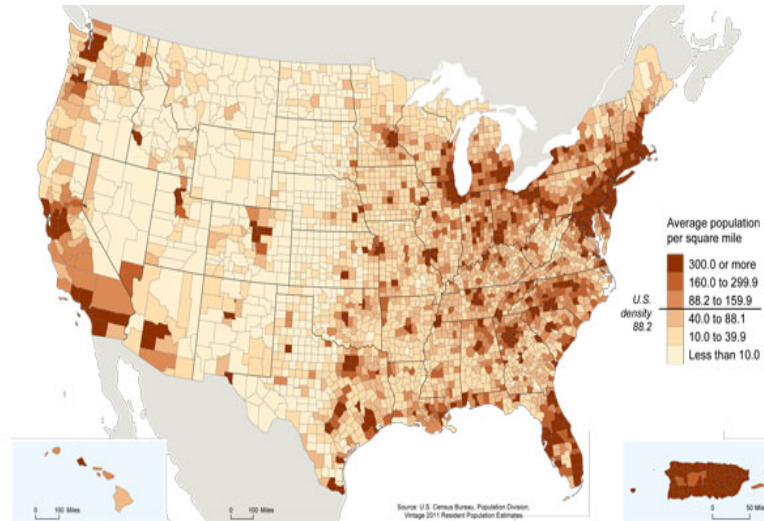 Average population
per square mile
300.0 or more
160.0 to 299.9
88.2 to 159.9
U.S.
density
88.2
40.0 to 88.1
10.0 to 39.9
Less than 10.0
0 100 Miles
0 100 Miles
Source: U.S. Census Bureau, Population Division,
Vintage 2011 Resident Population Estimates.
0 50 Mile